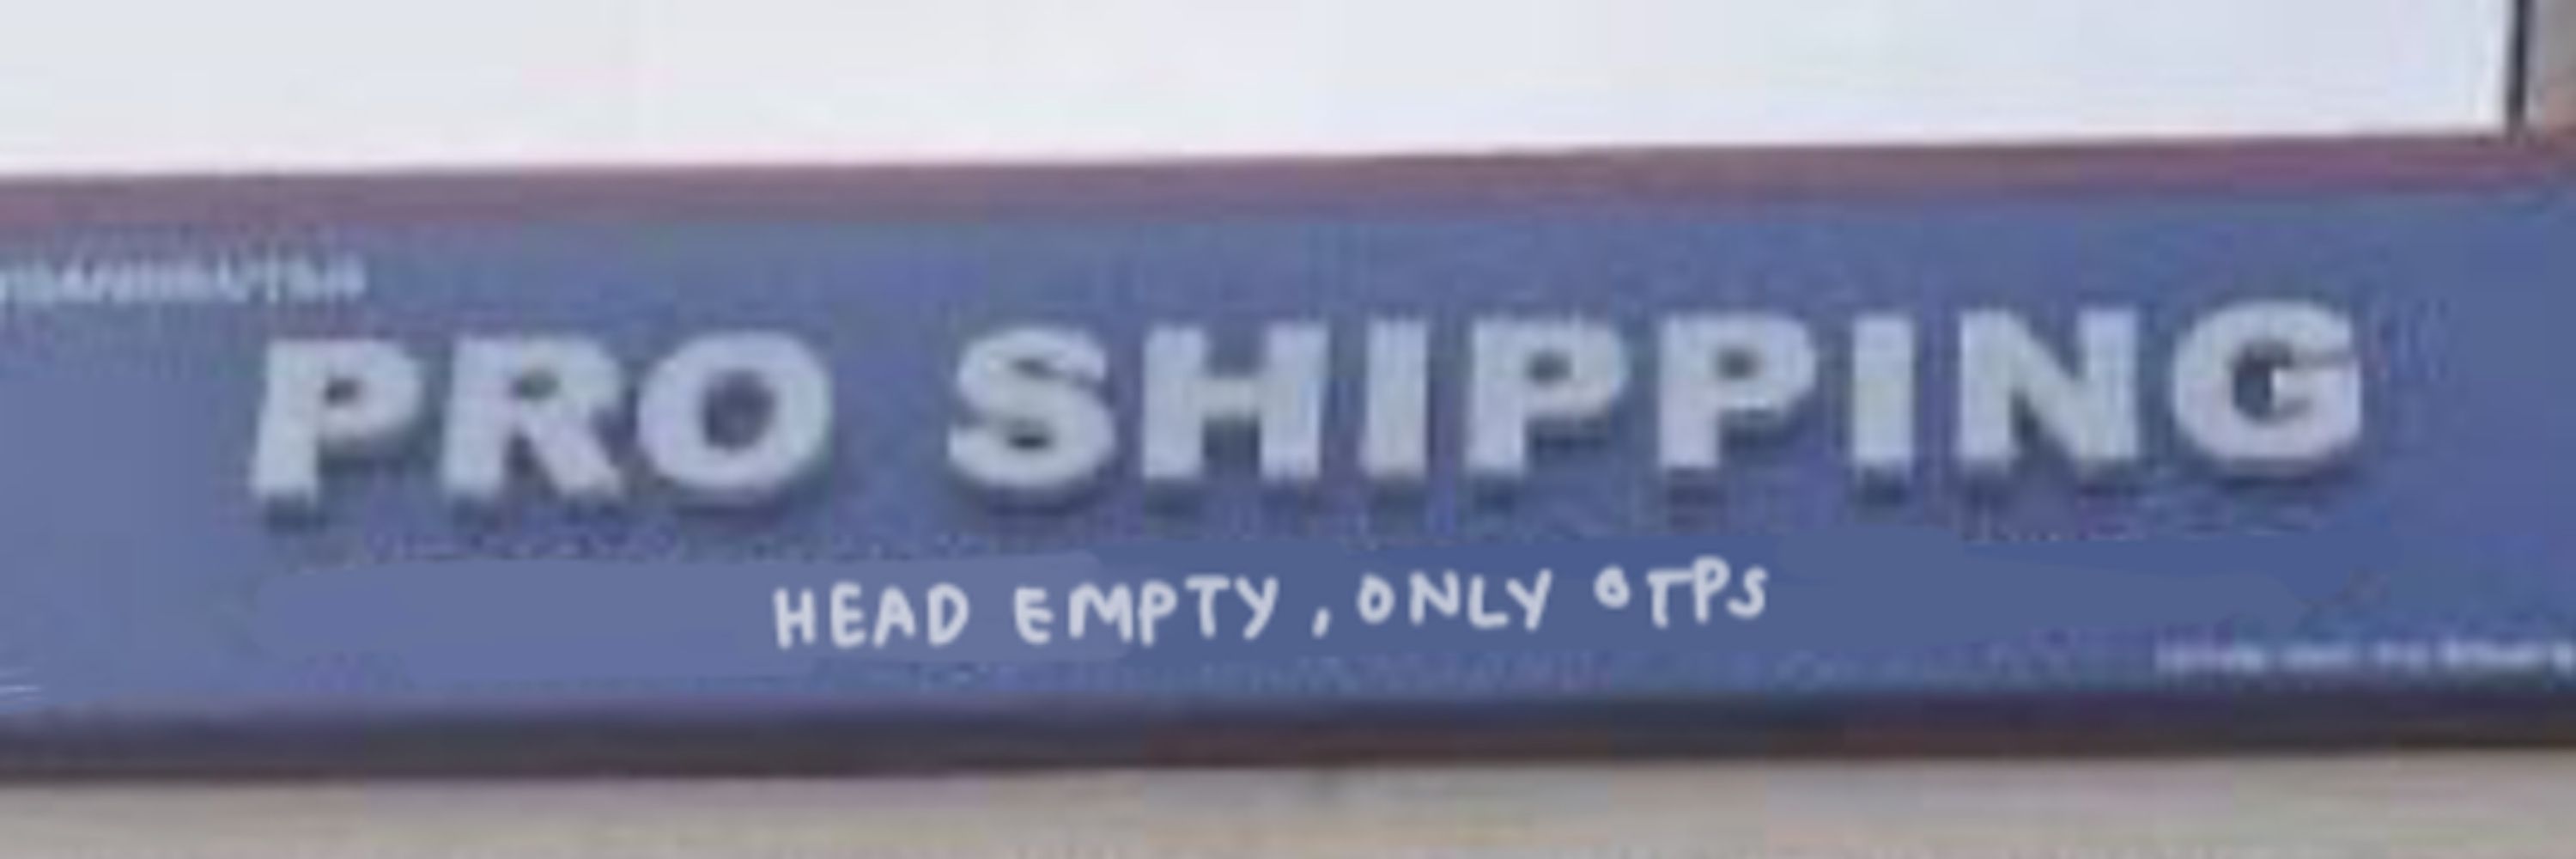 PRO SHIPPING
HEAD EMPTY, ONLY OTPS